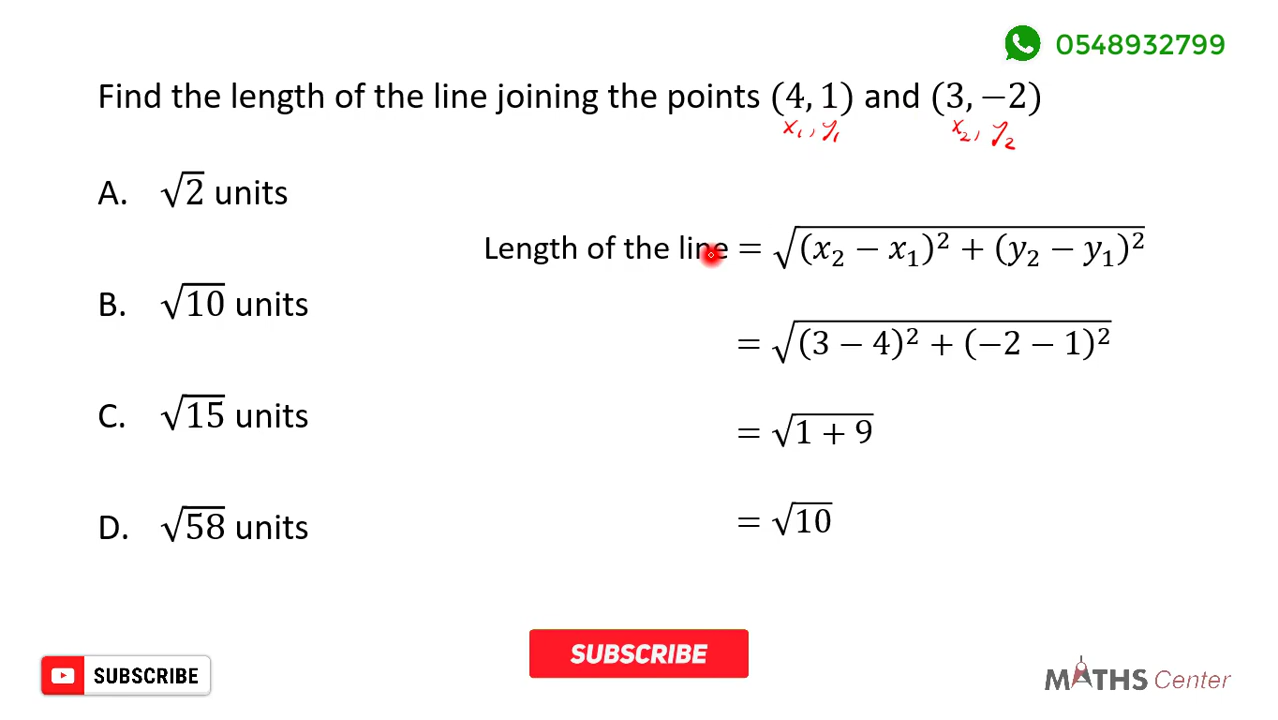 0548932799
Find the length of the line joining the points (4, 1) and (3, −2)
x₁, y₁ x₂, y₂
A. √2 units
Length of the line = √(x₂ − x₁)² + (y₂ − y₁)²
B. √10 units
= √(3 − 4)² + (−2 − 1)²
C. √15 units
= √1 + 9
D. √58 units
= √10
SUBSCRIBE
SUBSCRIBE
MATHS Center